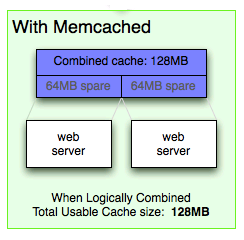 With Memcached
Combined cache: 128MB
64MB spare 64MB spare
web server
web server
When Logically Combined
Total Usable Cache size: 128MB